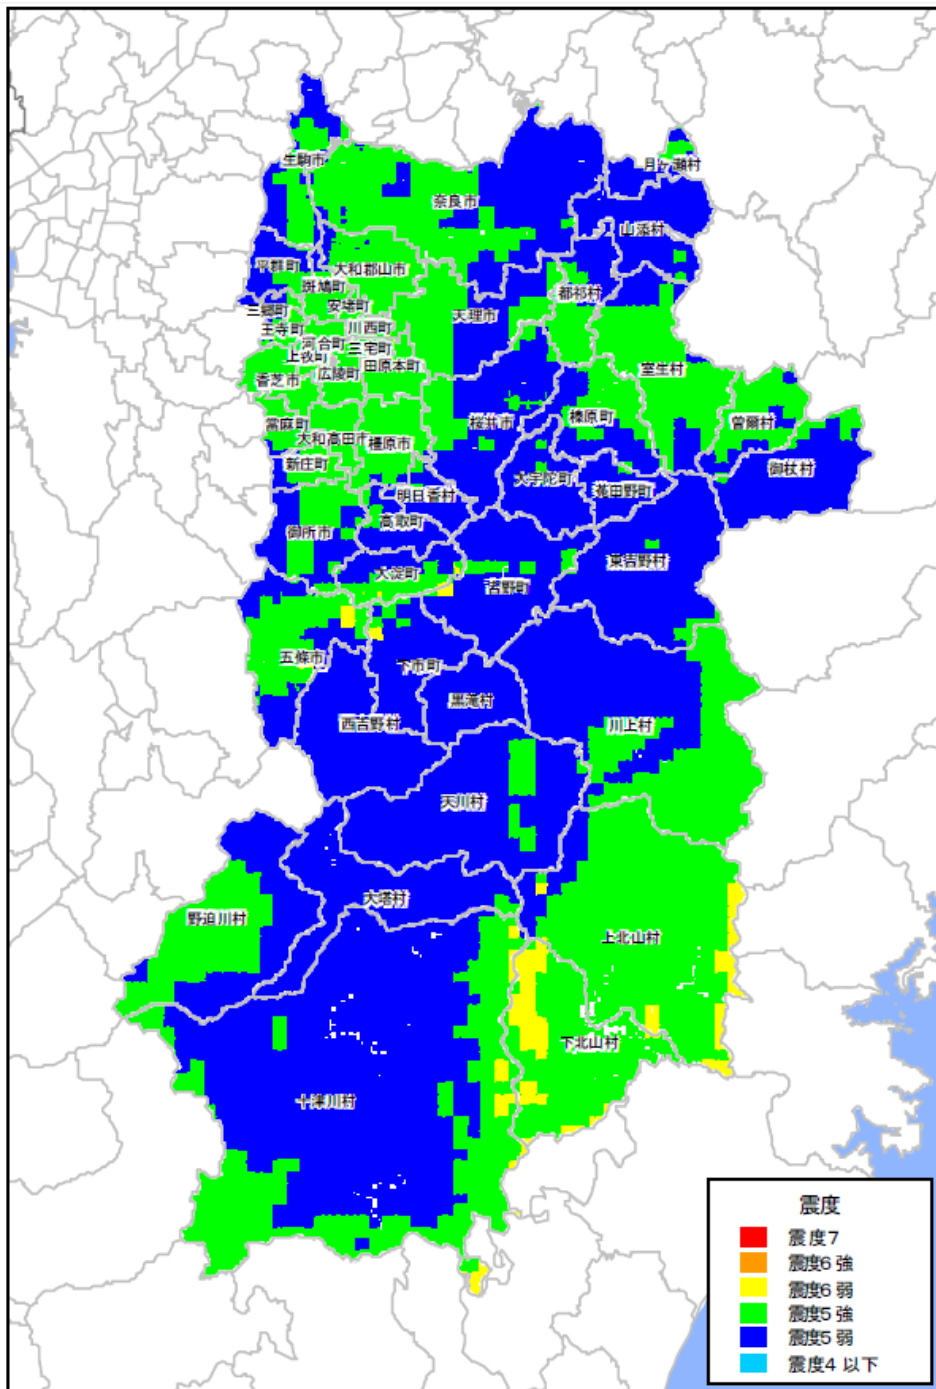 生駒市
月ヶ瀬村
奈良市
山添村
平群町
大和郡山市
斑鳩町
都祁村
安堵町
三郷町
天理市
王寺町
川西町
河合町
三宅町
上牧町
田原本町
室生村
広陵町
香芝市
榛原町
曽爾村
當麻町
桜井市
大和高田市
橿原市
新庄町
御杖村
大宇陀町
菟田野町
明日香村
高取町
御所市
東吉野村
大淀町
吉野町
五條市
下市町
黒滝村
西吉野村
川上村
天川村
大塔村
野迫川村
上北山村
下北山村
十津川村
震度
震度7
震度6強
震度6弱
震度5強
震度5弱
震度4以下